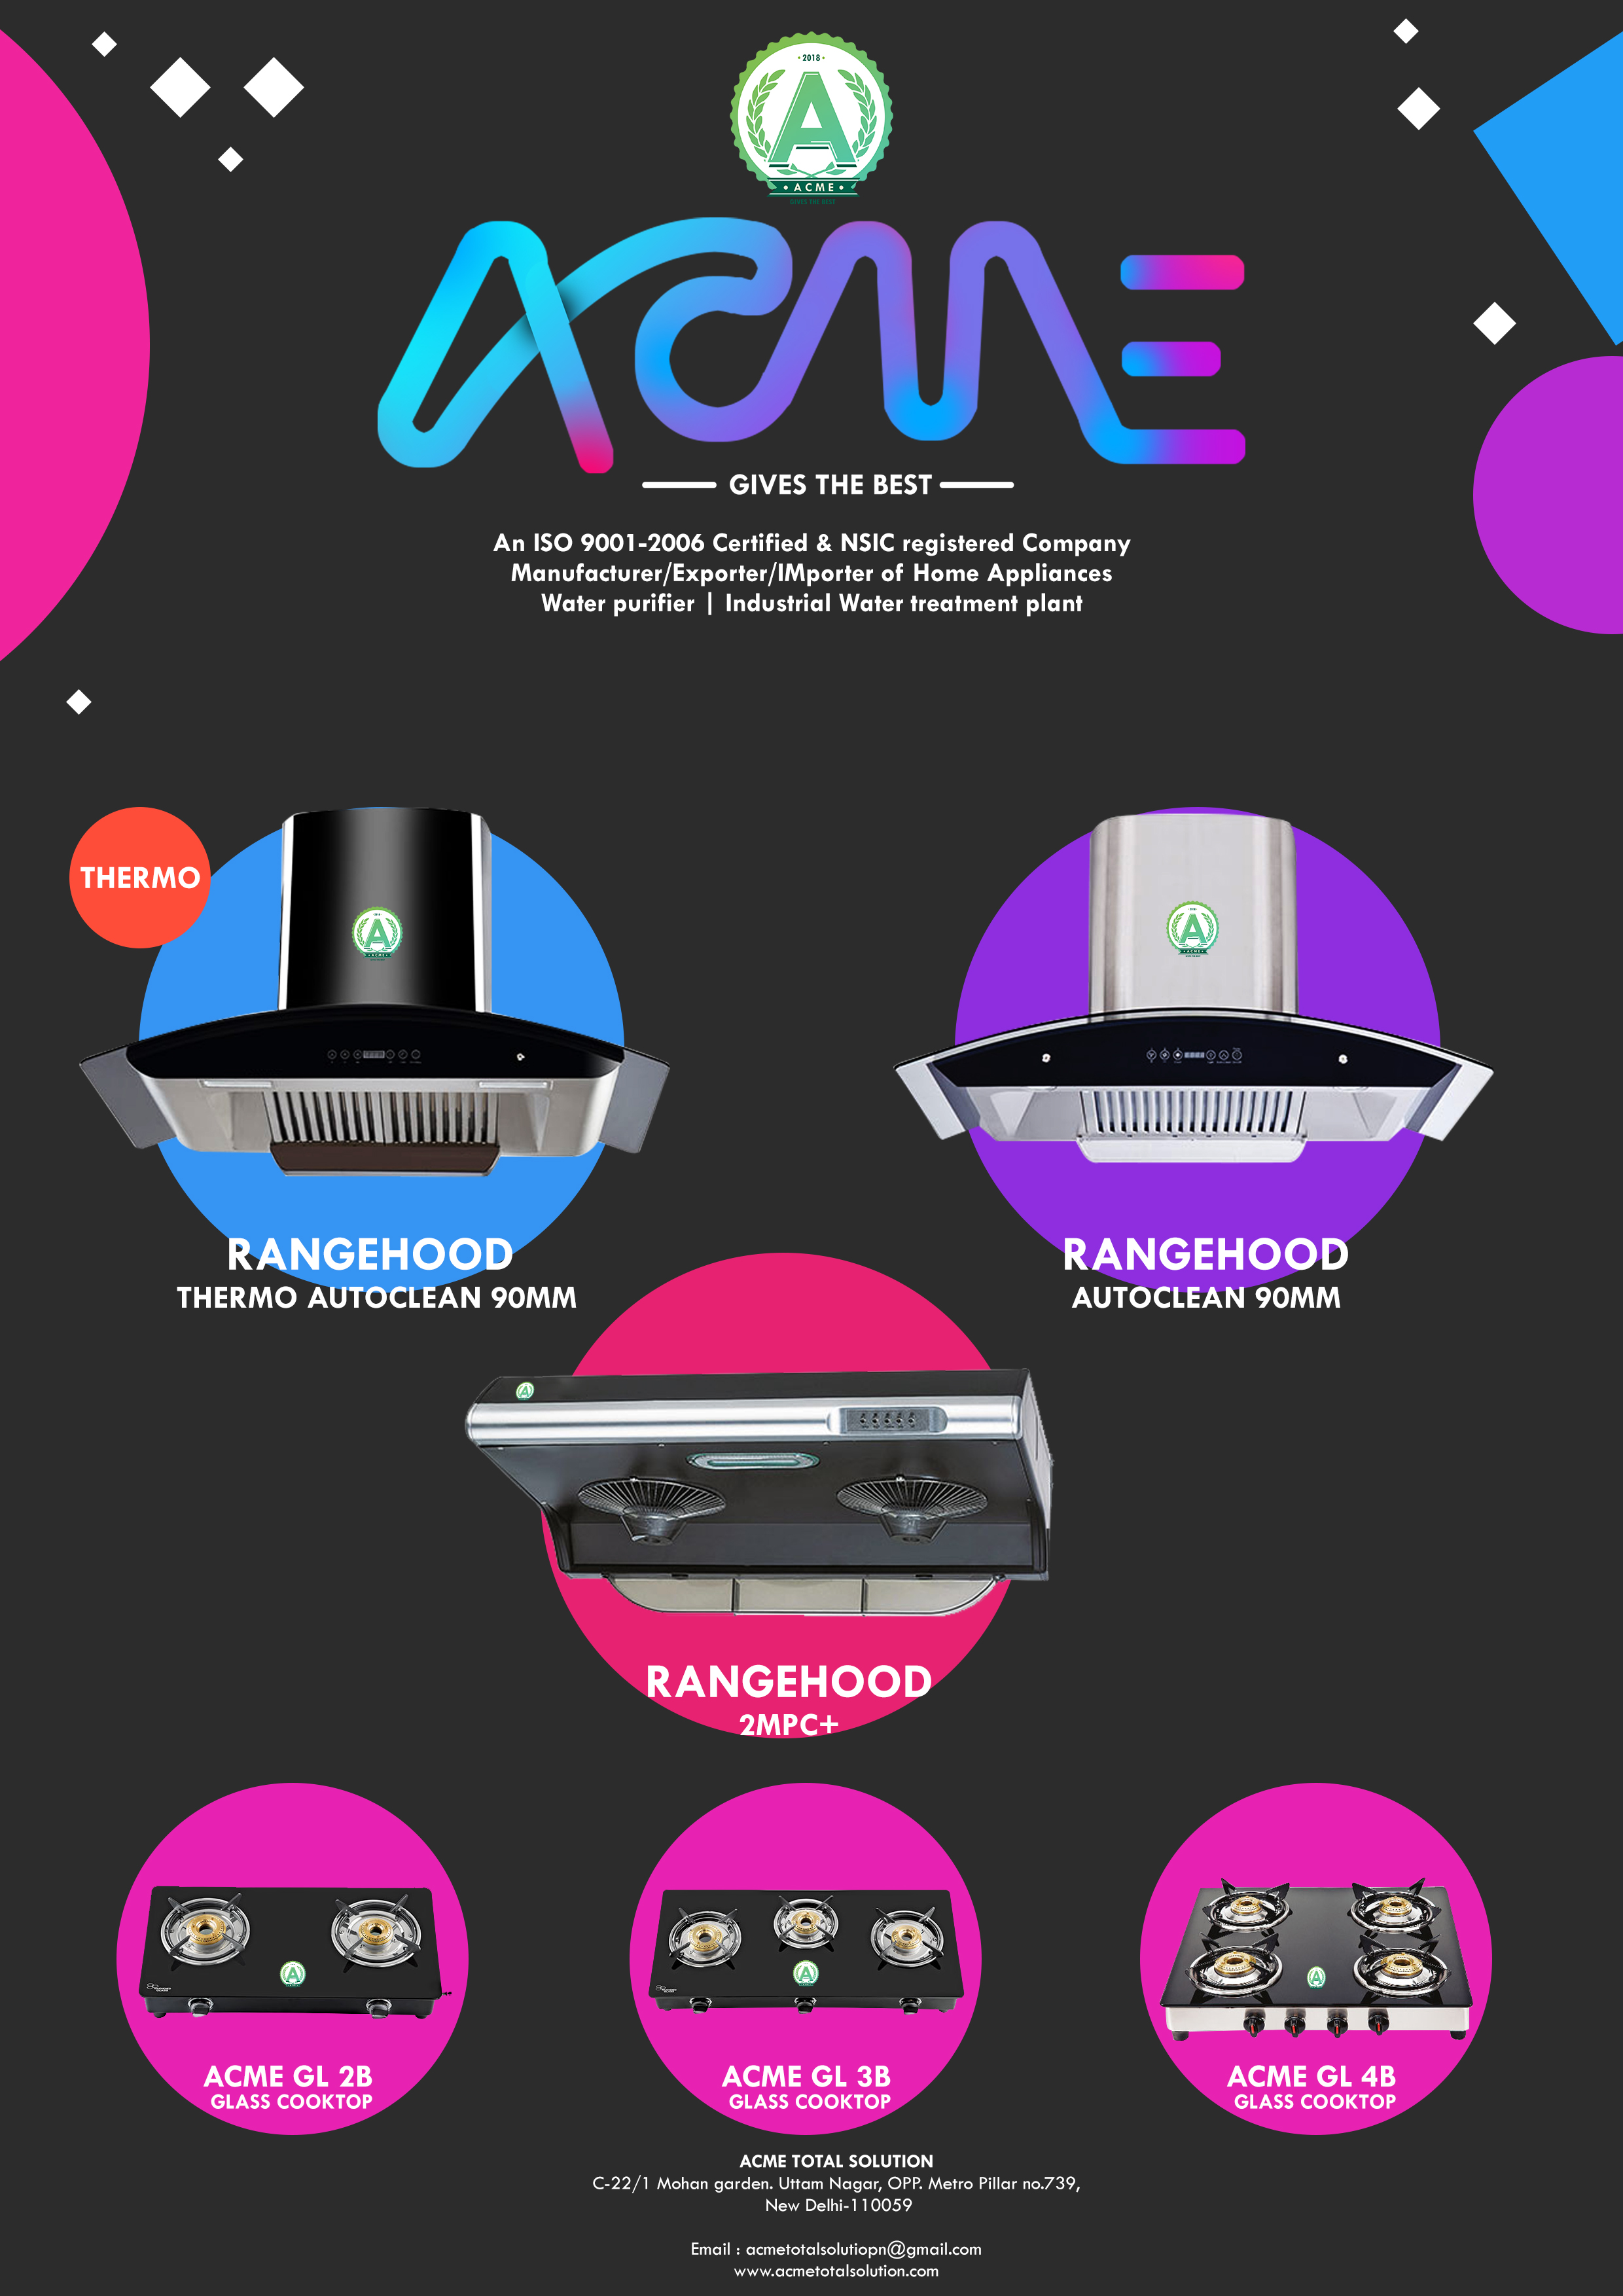 2018
A
ACME
GIVES THE BEST
ACME
GIVES THE BEST
An ISO 9001-2006 Certified & NSIC registered Company
Manufacturer/Exporter/IMporter of Home Appliances
Water purifier | Industrial Water treatment plant
THERMO
A
ACME
A
ACME
RANGEHOOD
THERMO AUTOCLEAN 90MM
RANGEHOOD
AUTOCLEAN 90MM
A
RANGEHOOD
2MPC+
A
A
A
ACME GL 2B
GLASS COOKTOP
ACME GL 3B
GLASS COOKTOP
ACME GL 4B
GLASS COOKTOP
ACME TOTAL SOLUTION
C-22/1 Mohan garden. Uttam Nagar, OPP. Metro Pillar no.739,
New Delhi-110059
Email : acmetotalsolutiopn@gmail.com
www.acmetotalsolution.com